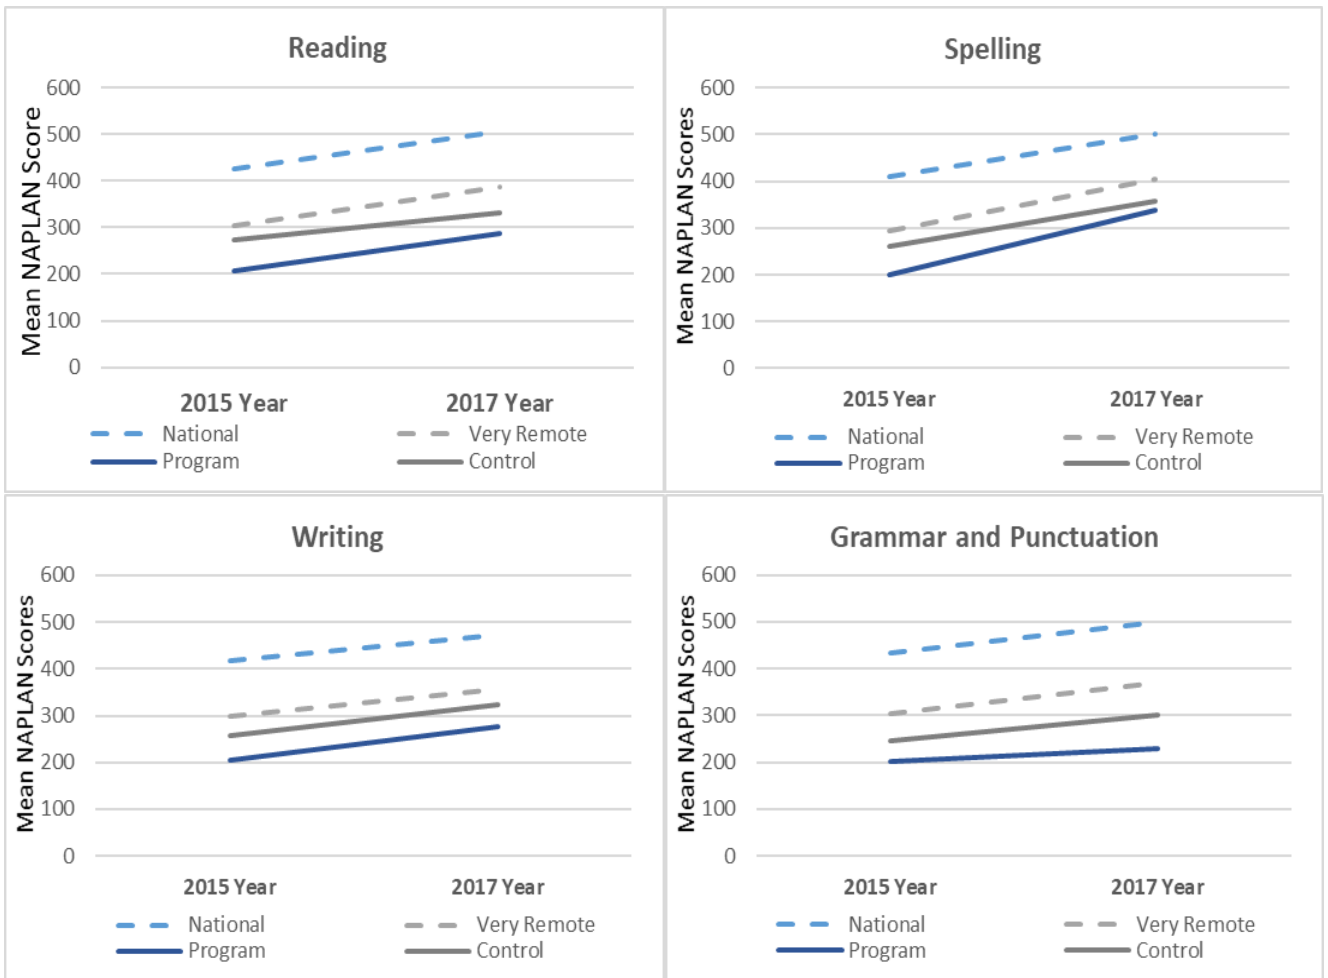 Reading
Mean NAPLAN Score
600
500
400
300
200
100
0
2015 Year 2017 Year
National Very Remote
Program Control
Spelling
Mean NAPLAN Scores
600
500
400
300
200
100
0
2015 Year 2017 Year
National Very Remote
Program Control
Writing
Mean NAPLAN Scores
600
500
400
300
200
100
0
2015 Year 2017 Year
National Very Remote
Program Control
Grammar and Punctuation
Mean NAPLAN Scores
600
500
400
300
200
100
0
2015 Year 2017 Year
National Very Remote
Program Control